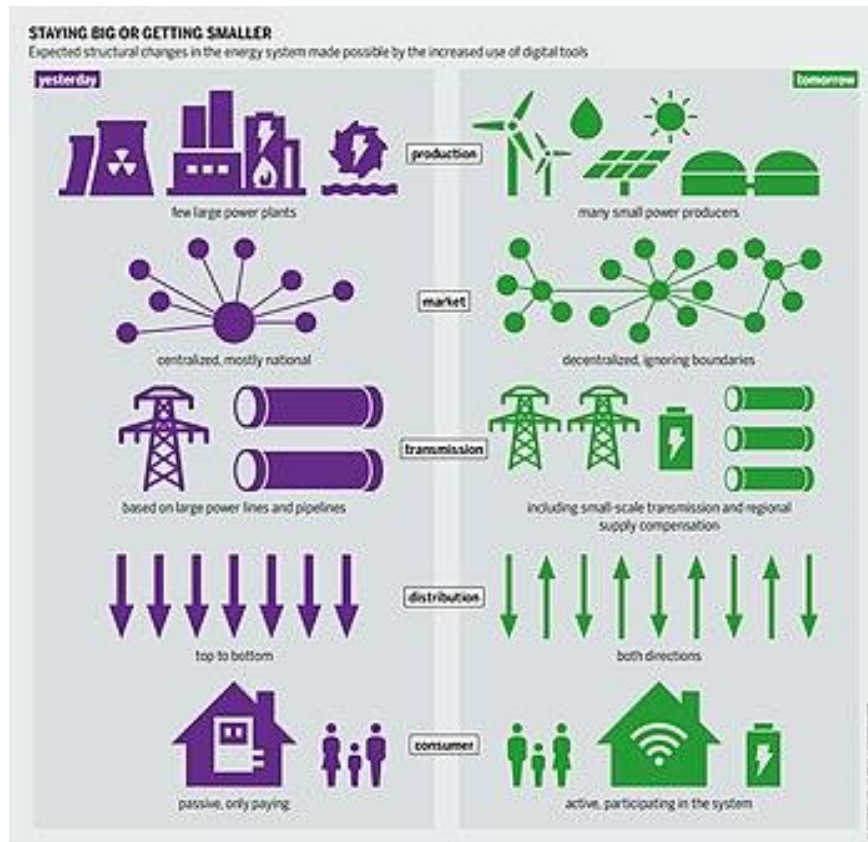 STAYING BIG OR GETTING SMALLER
Expected structural changes in the energy system made possible by the increased use of digital tools
yesterday
tomorrow
production
few large power plants
many small power producers
market
centralized, mostly national
decentralized, ignoring boundaries
transmission
based on large power lines and pipelines
including small-scale transmission and regional
supply compensation
distribution
top to bottom
both directions
consumer
passive, only paying
active, participating in the system